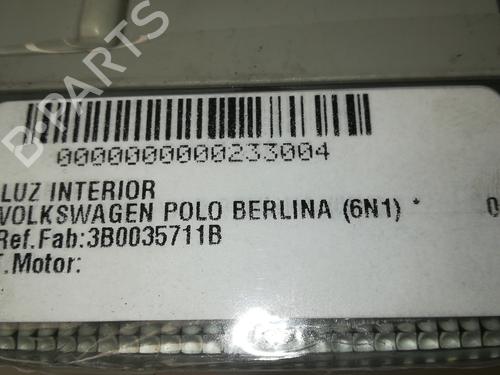 D-PARTS
0000000000233004
LUZ INTERIOR
VOLKSWAGEN POLO BERLINA (6N1) *
Ref.Fab:3B0035711B
T.Motor: